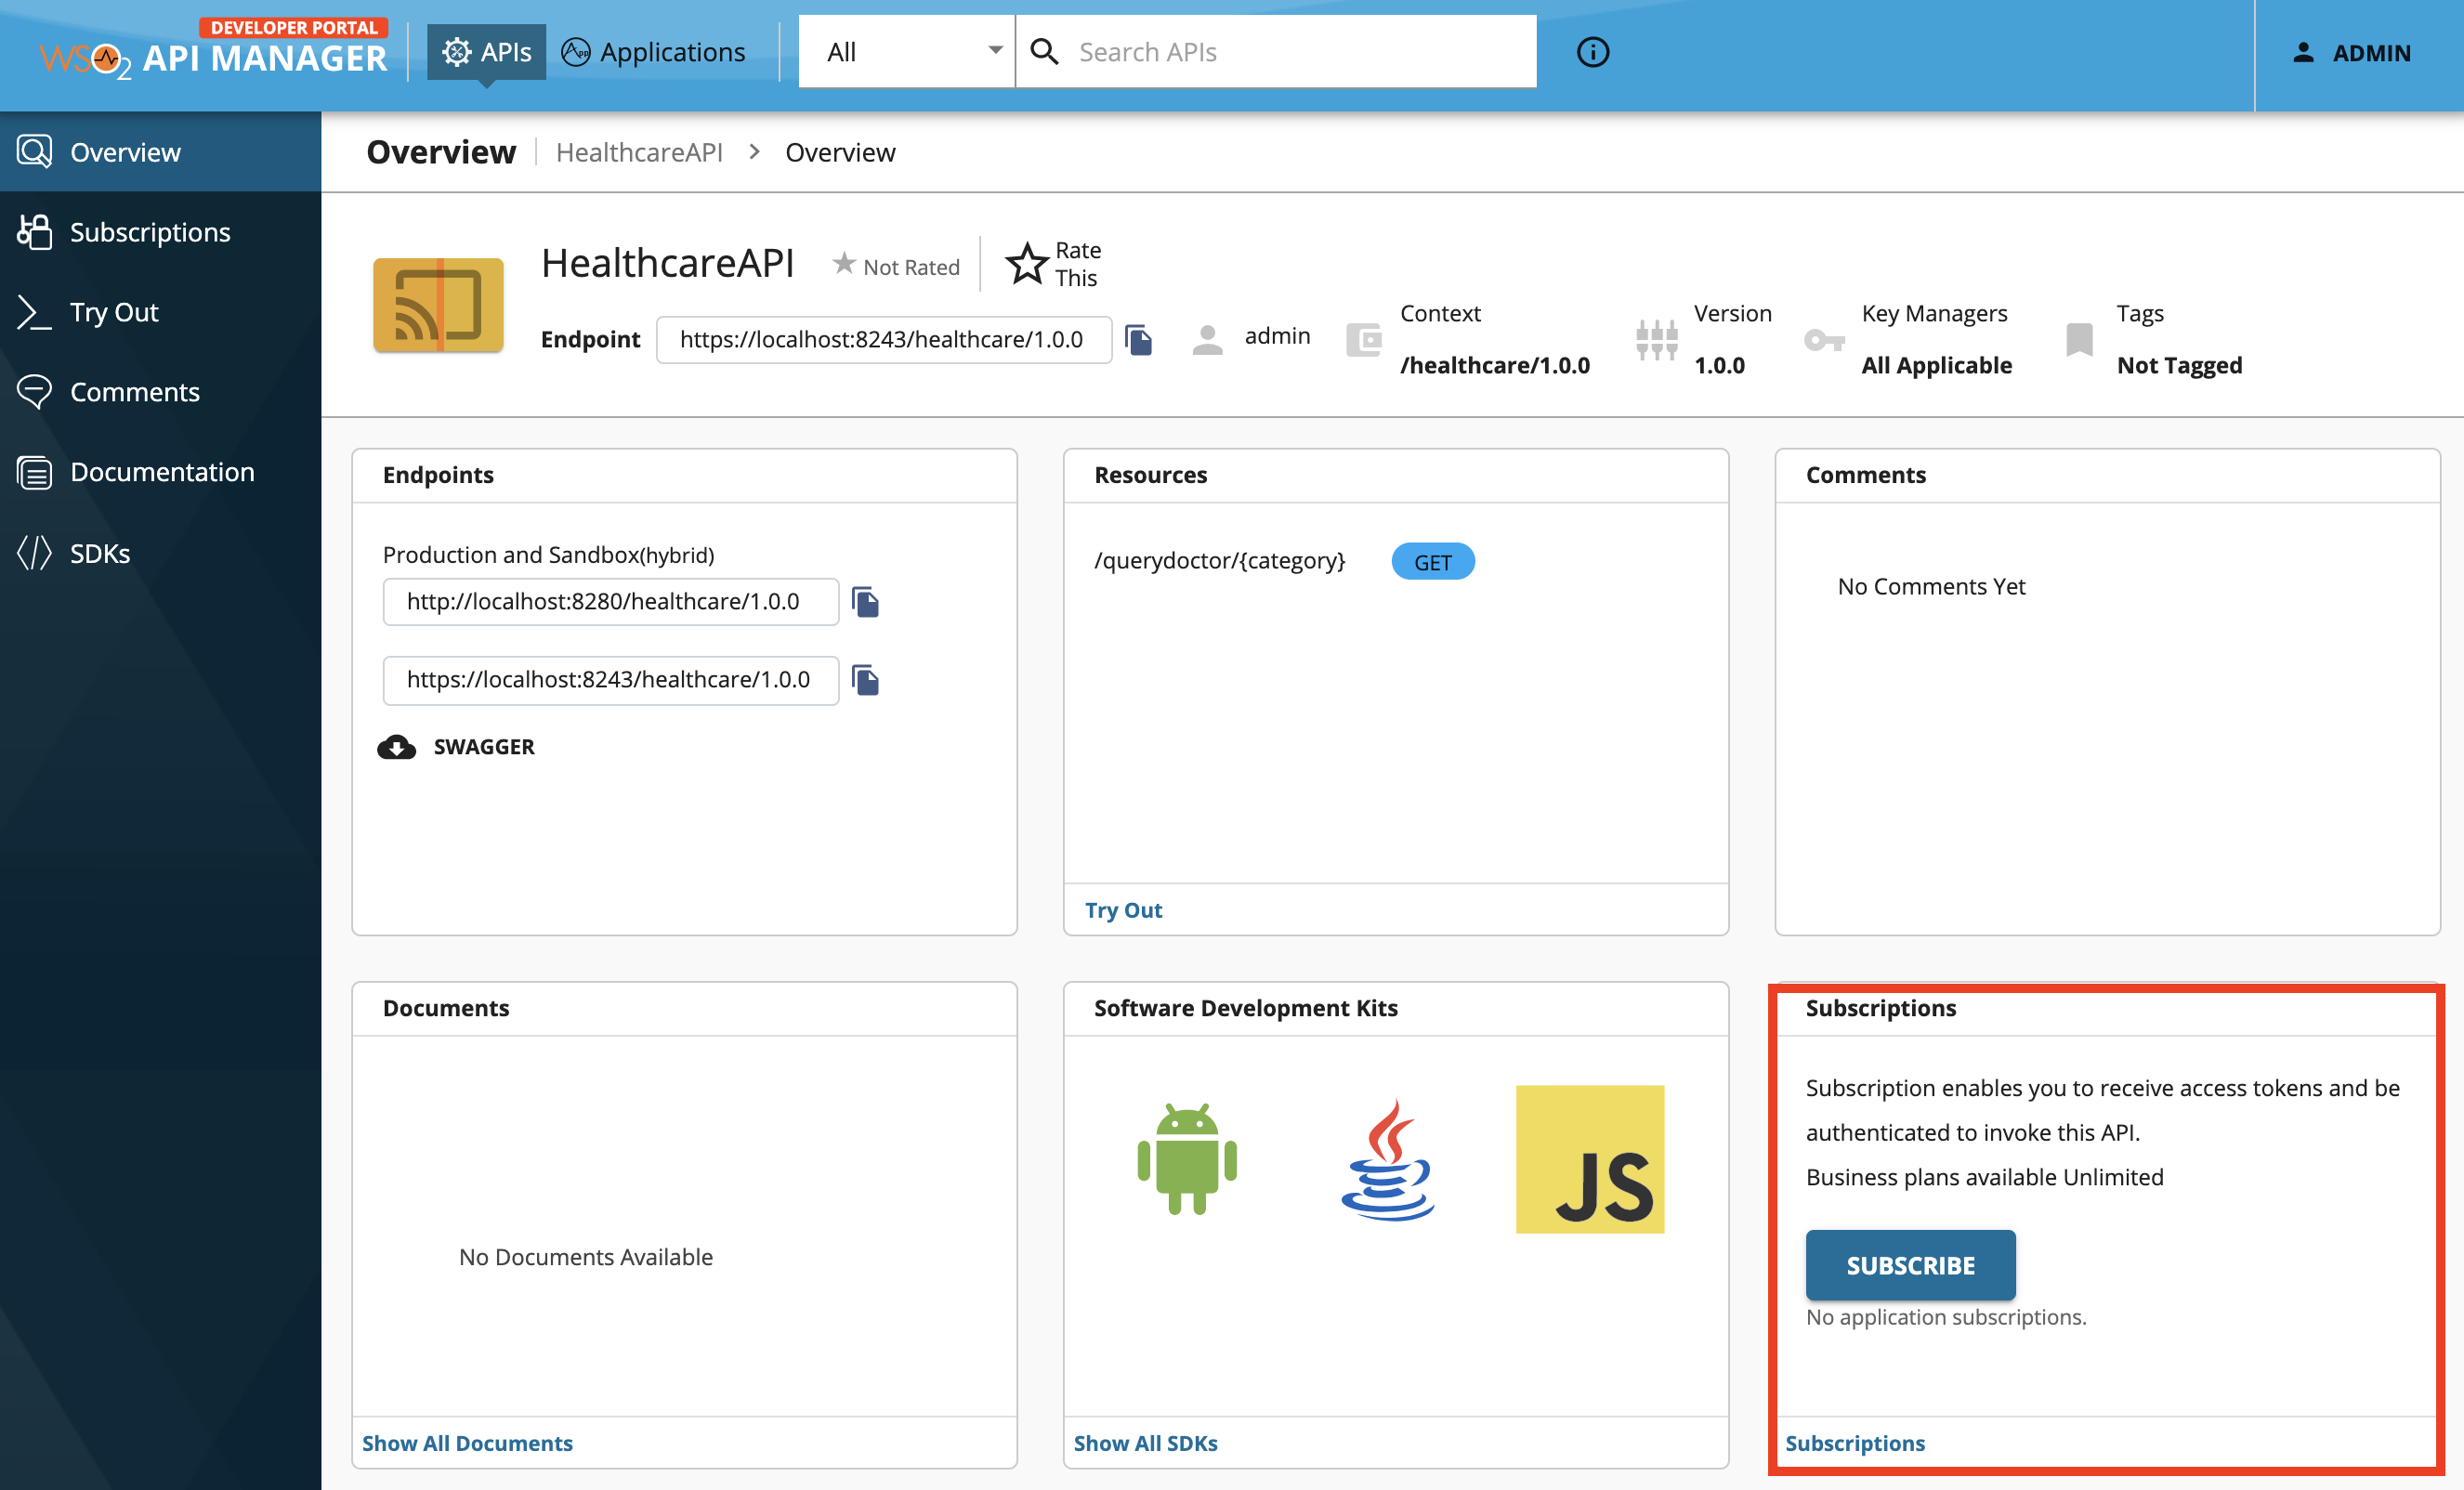 DEVELOPER PORTAL
WSO2 API MANAGER
APIs
App
Applications
All
Search APIs
ADMIN
Overview
Subscriptions
Try Out
Comments
Documentation
SDKs
Overview
HealthcareAPI > Overview
HealthcareAPI
Not Rated
Rate
This
Endpoint
https://localhost:8243/healthcare/1.0.0
admin
Context
/healthcare/1.0.0
Version
1.0.0
Key Managers
All Applicable
Tags
Not Tagged
Endpoints
Production and Sandbox(hybrid)
http://localhost:8280/healthcare/1.0.0
https://localhost:8243/healthcare/1.0.0
SWAGGER
Resources
/querydoctor/{category}
GET
Try Out
Comments
No Comments Yet
Documents
No Documents Available
Show All Documents
Software Development Kits
JS
Show All SDKs
Subscriptions
Subscription enables you to receive access tokens and be
authenticated to invoke this API.
Business plans available Unlimited
SUBSCRIBE
No application subscriptions.
Subscriptions